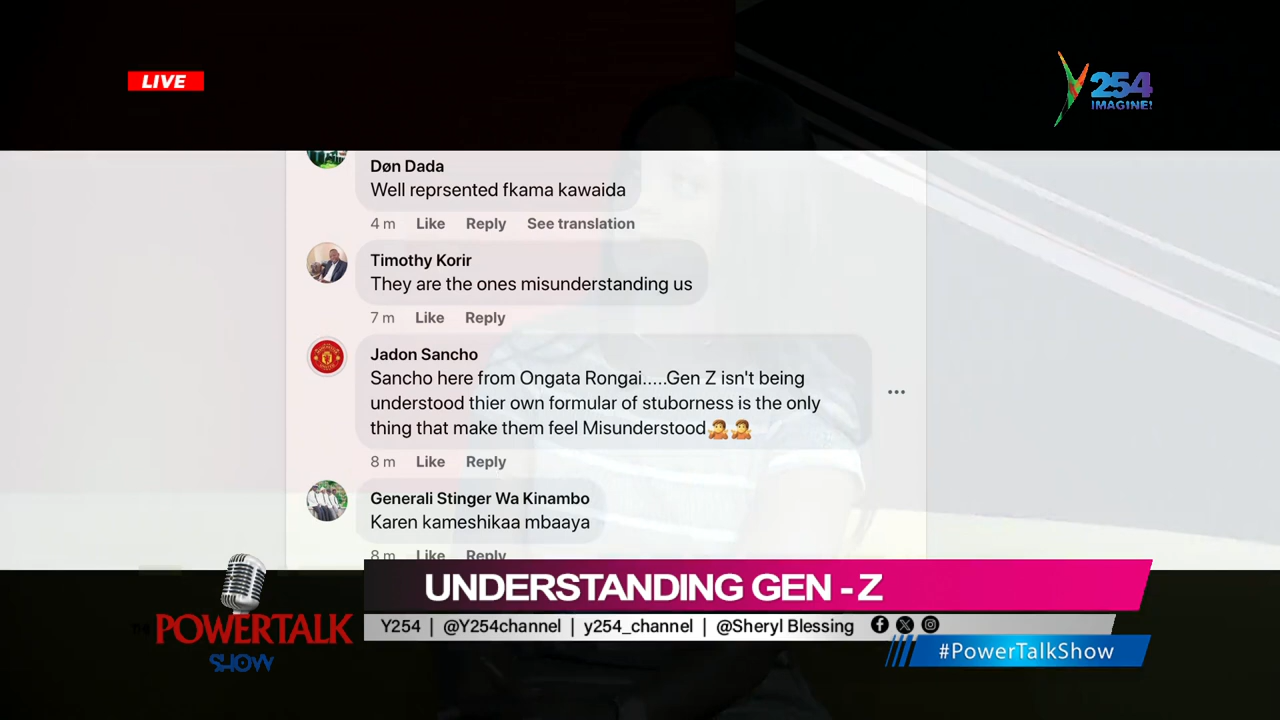 LIVE
254
IMAGINE!
Døn Dada
Well reprsented fkama kawaida
4 m Like Reply See translation
Timothy Korir
They are the ones misunderstanding us
7 m Like Reply
Jadon Sancho
Sancho here from Ongata Rongai.....Gen Z isn't being
understood thier own formular of stuborness is the only
thing that make them feel Misunderstood🤷🤷
8 m Like Reply
Generali Stinger Wa Kinambo
Karen kameshikaa mbaaya
8 m Like Reply
UNDERSTANDING GEN - Z
POWERTALK
SHOW
Y254 | @Y254channel | y254_channel | @Sheryl Blessing
#PowerTalkShow